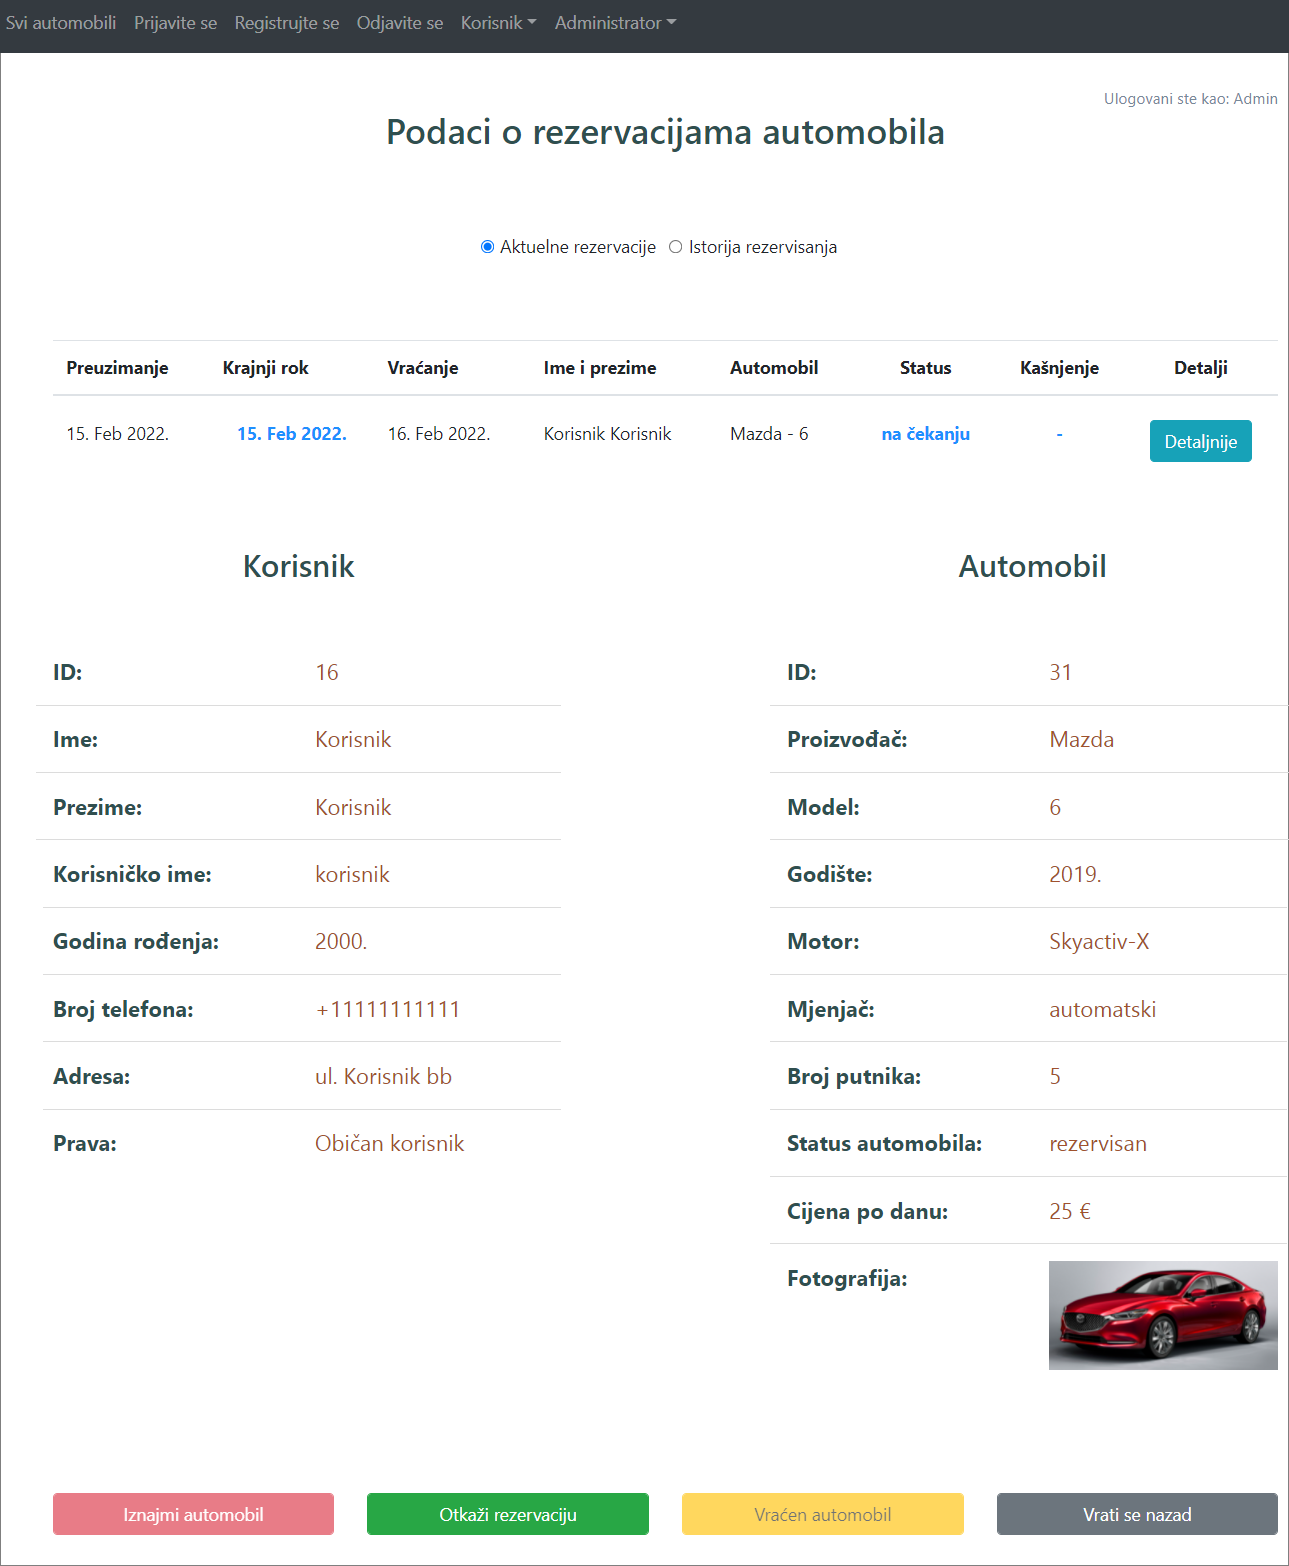 Svi automobili Prijavite se Registrujte se Odjavite se Korisnik Administrator
Ulogovani ste kao: Admin
Podaci o rezervacijama automobila
Aktuelne rezervacije Istorija rezervisanja
Preuzimanje Krajnji rok Vraćanje Ime i prezime Automobil Status Kašnjenje Detalji
15. Feb 2022. 15. Feb 2022. 16. Feb 2022. Korisnik Korisnik Mazda - 6 na čekanju - Detaljnije
Korisnik
ID: 16
Ime: Korisnik
Prezime: Korisnik
Korisničko ime: korisnik
Godina rođenja: 2000.
Broj telefona: +11111111111
Adresa: ul. Korisnik bb
Prava: Običan korisnik
Automobil
ID: 31
Proizvođač: Mazda
Model: 6
Godište: 2019.
Motor: Skyactiv-X
Mjenjač: automatski
Broj putnika: 5
Status automobila: rezervisan
Cijena po danu: 25 €
Fotografija:
Iznajmi automobil Otkaži rezervaciju Vraćen automobil Vrati se nazad